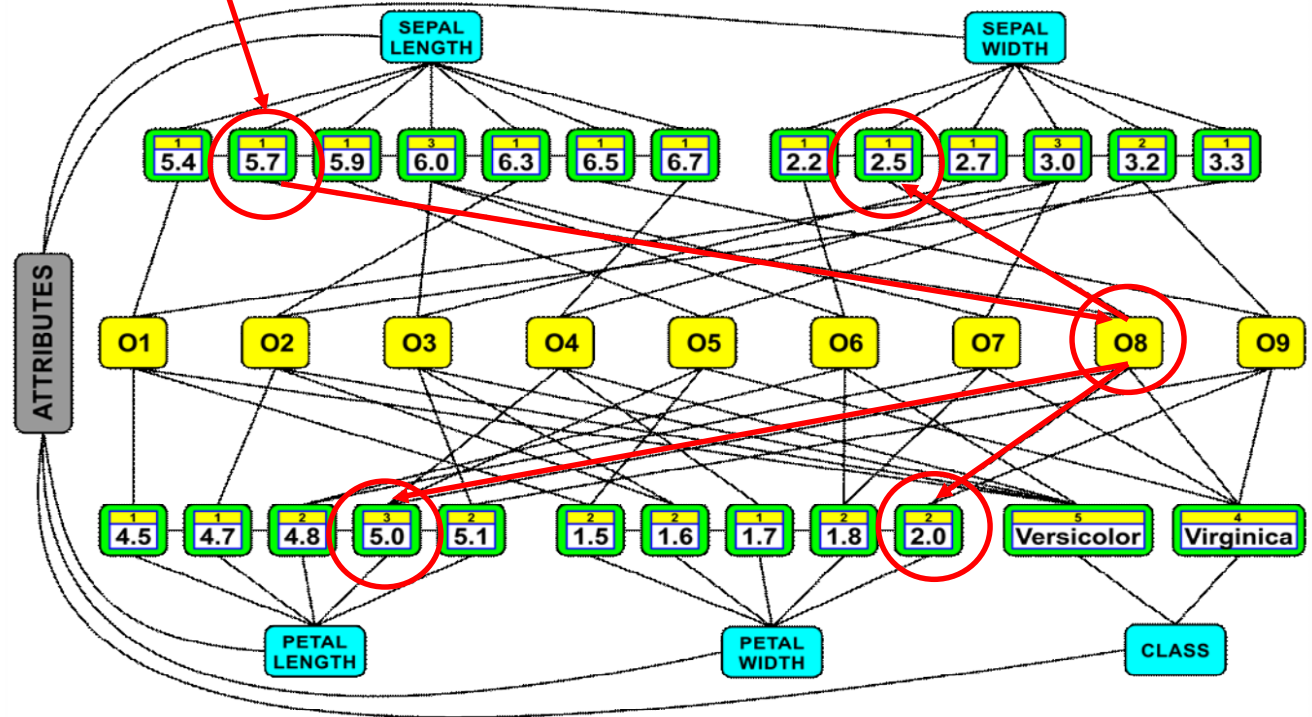 SEPAL
LENGTH
SEPAL
WIDTH
1 1 1 3 1 1 1 1 1 1 3 2 1
5.4 5.7 5.9 6.0 6.3 6.5 6.7 2.2 2.5 2.7 3.0 3.2 3.3
ATTRIBUTES
O1 O2 O3 O4 O5 O6 O7 O8 O9
1 1 2 3 2 2 2 1 2 2 5 4
4.5 4.7 4.8 5.0 5.1 1.5 1.6 1.7 1.8 2.0 Versicolor Virginica
PETAL
LENGTH
PETAL
WIDTH
CLASS